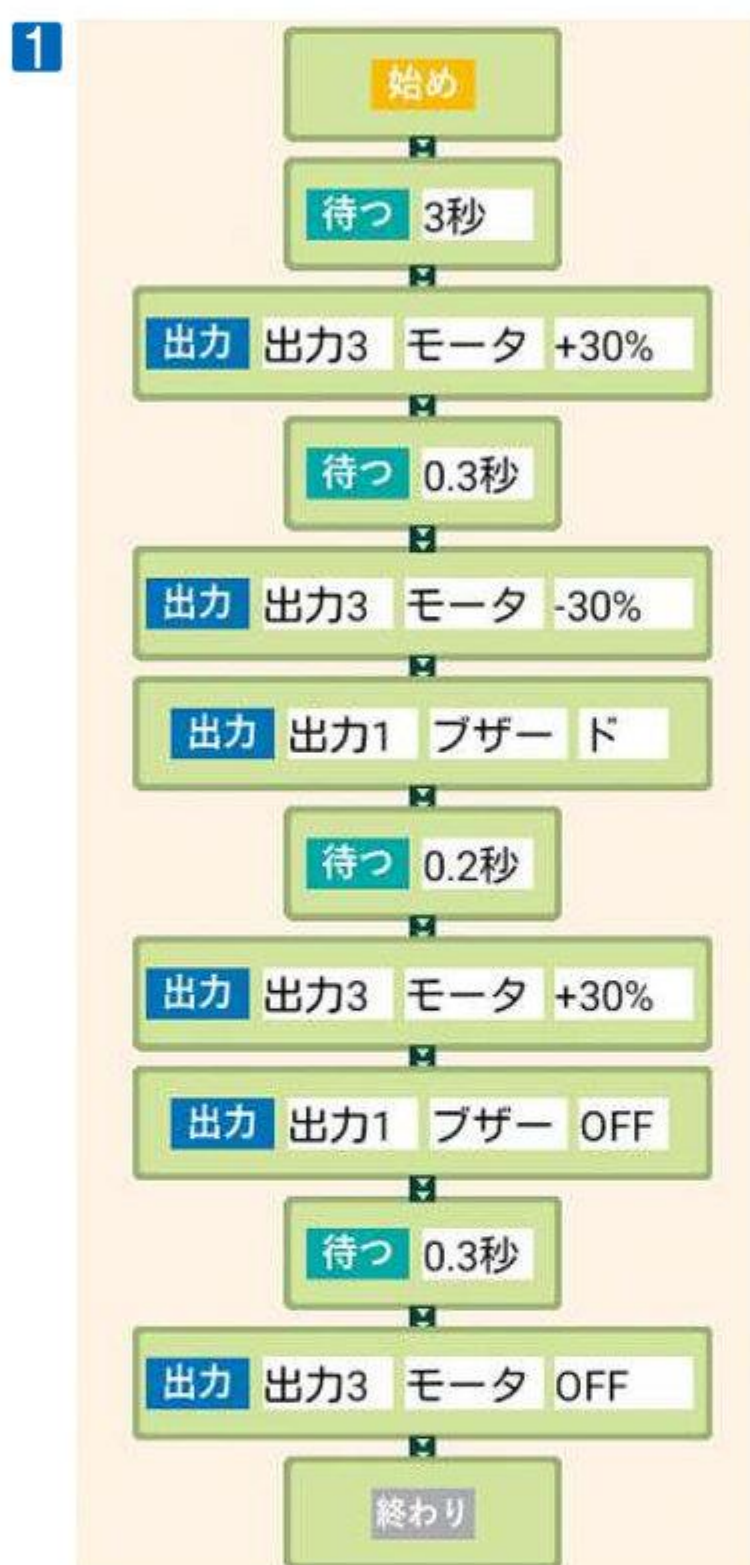 1
始め
待つ 3秒
出力 出力3 モータ +30%
待つ 0.3秒
出力 出力3 モータ -30%
出力 出力1 ブザー ド
待つ 0.2秒
出力 出力3 モータ +30%
出力 出力1 ブザー OFF
待つ 0.3秒
出力 出力3 モータ OFF
終わり